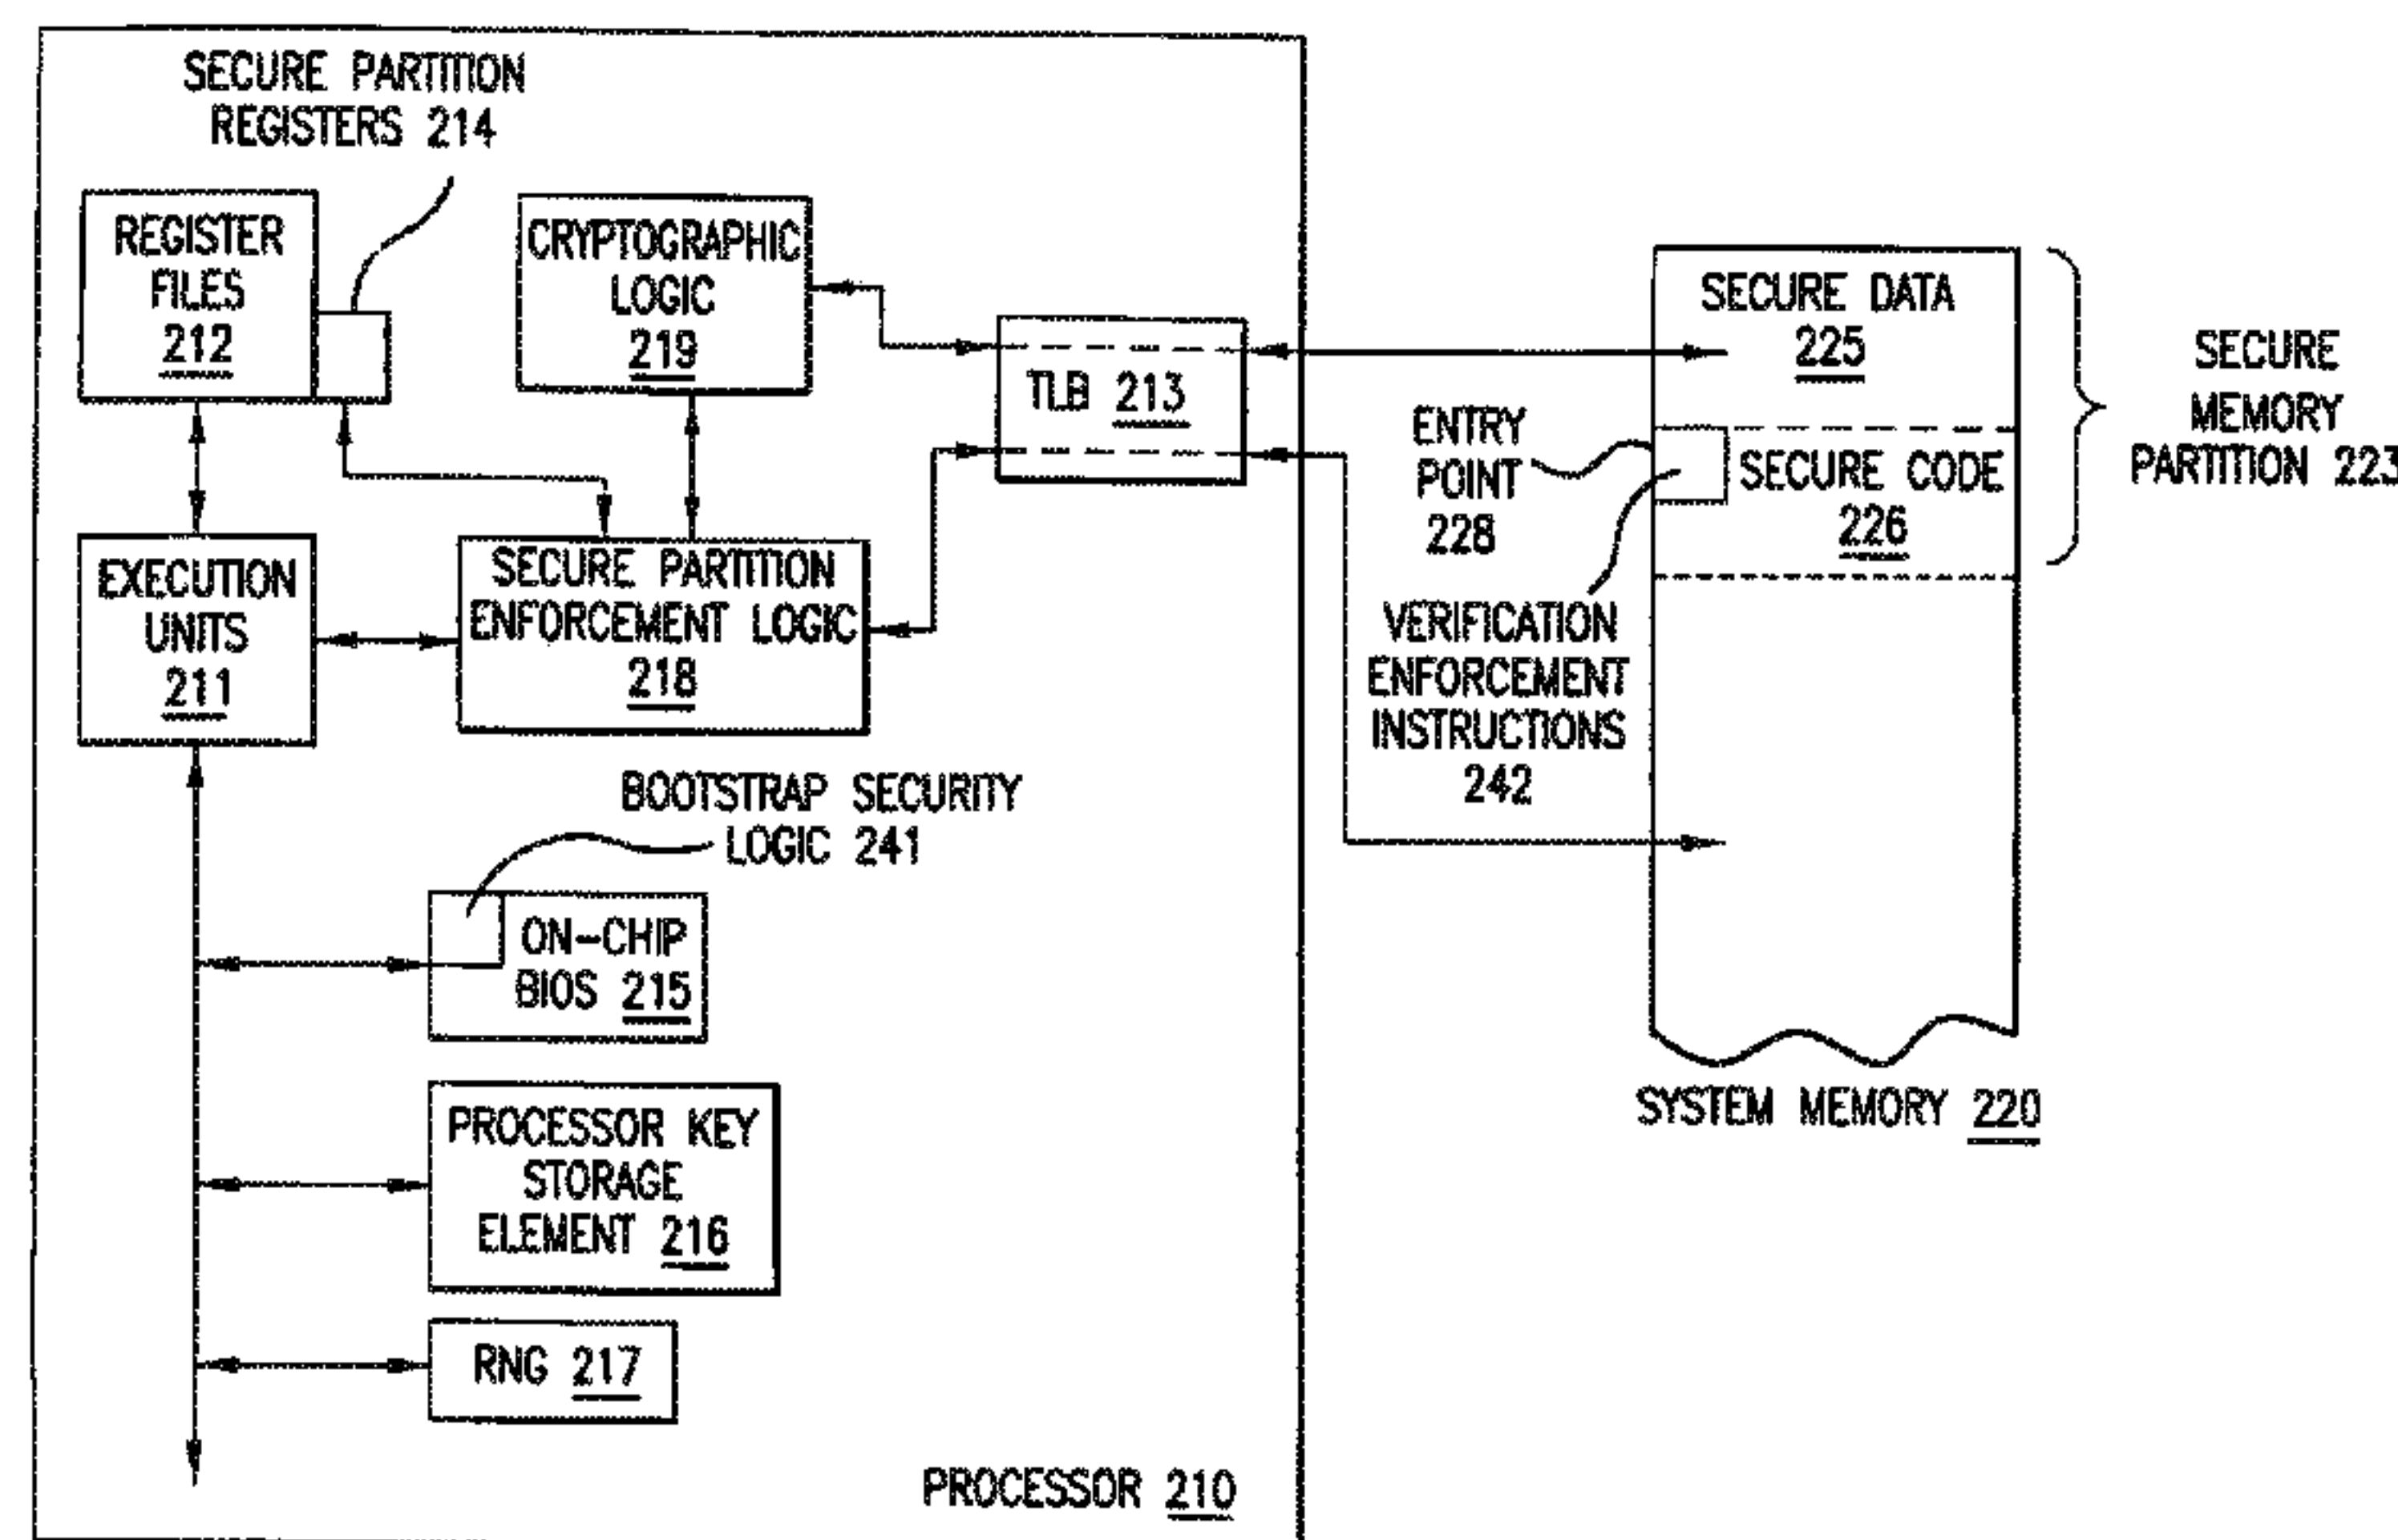 SECURE PARTITION
REGISTERS 214
REGISTER
FILES
212
CRYPTOGRAPHIC
LOGIC
219
TLB 213
SECURE DATA
225
SECURE
MEMORY
PARTITION 223
ENTRY
POINT
228
SECURE CODE
226
EXECUTION
UNITS
211
SECURE PARTITION
ENFORCEMENT LOGIC
218
VERIFICATION
ENFORCEMENT
INSTRUCTIONS
242
BOOTSTRAP SECURITY
LOGIC 241
ON-CHIP
BIOS 215
PROCESSOR KEY
STORAGE
ELEMENT 216
SYSTEM MEMORY 220
RNG 217
PROCESSOR 210